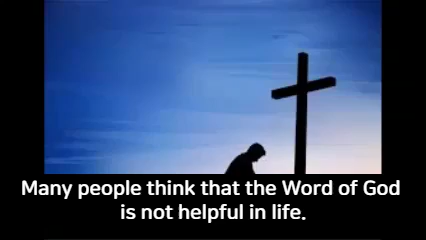 Many people think that the Word of God
is not helpful in life.